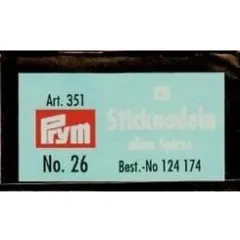 Art. 351
Prym
Sticknadeln
ohne Spitze
No. 26
Best.-No 124 174